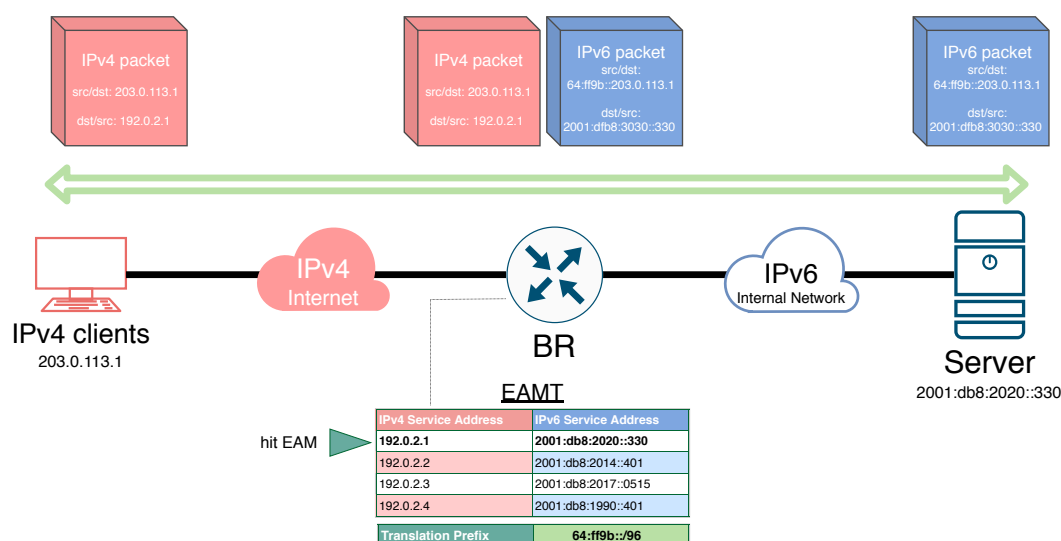 IPv4 packet
src/dst: 203.0.113.1
dst/src: 192.0.2.1
IPv4 packet
src/dst: 203.0.113.1
dst/src: 192.0.2.1
IPv6 packet
src/dst:
64:ff9b::203.0.113.1
dst/src:
2001:dfb8:3030::330
IPv6 packet
src/dst:
64:ff9b::203.0.113.1
dst/src:
2001:dfb8:3030::330
IPv4 clients
203.0.113.1
IPv4
Internet
BR
IPv6
Internal Network
Server
2001:db8:2020::330
EAMT
hit EAM
IPv4 Service Address IPv6 Service Address
192.0.2.1 2001:db8:2020::330
192.0.2.2 2001:db8:2014::401
192.0.2.3 2001:db8:2017::0515
192.0.2.4 2001:db8:1990::401
Translation Prefix 64:ff9b::/96